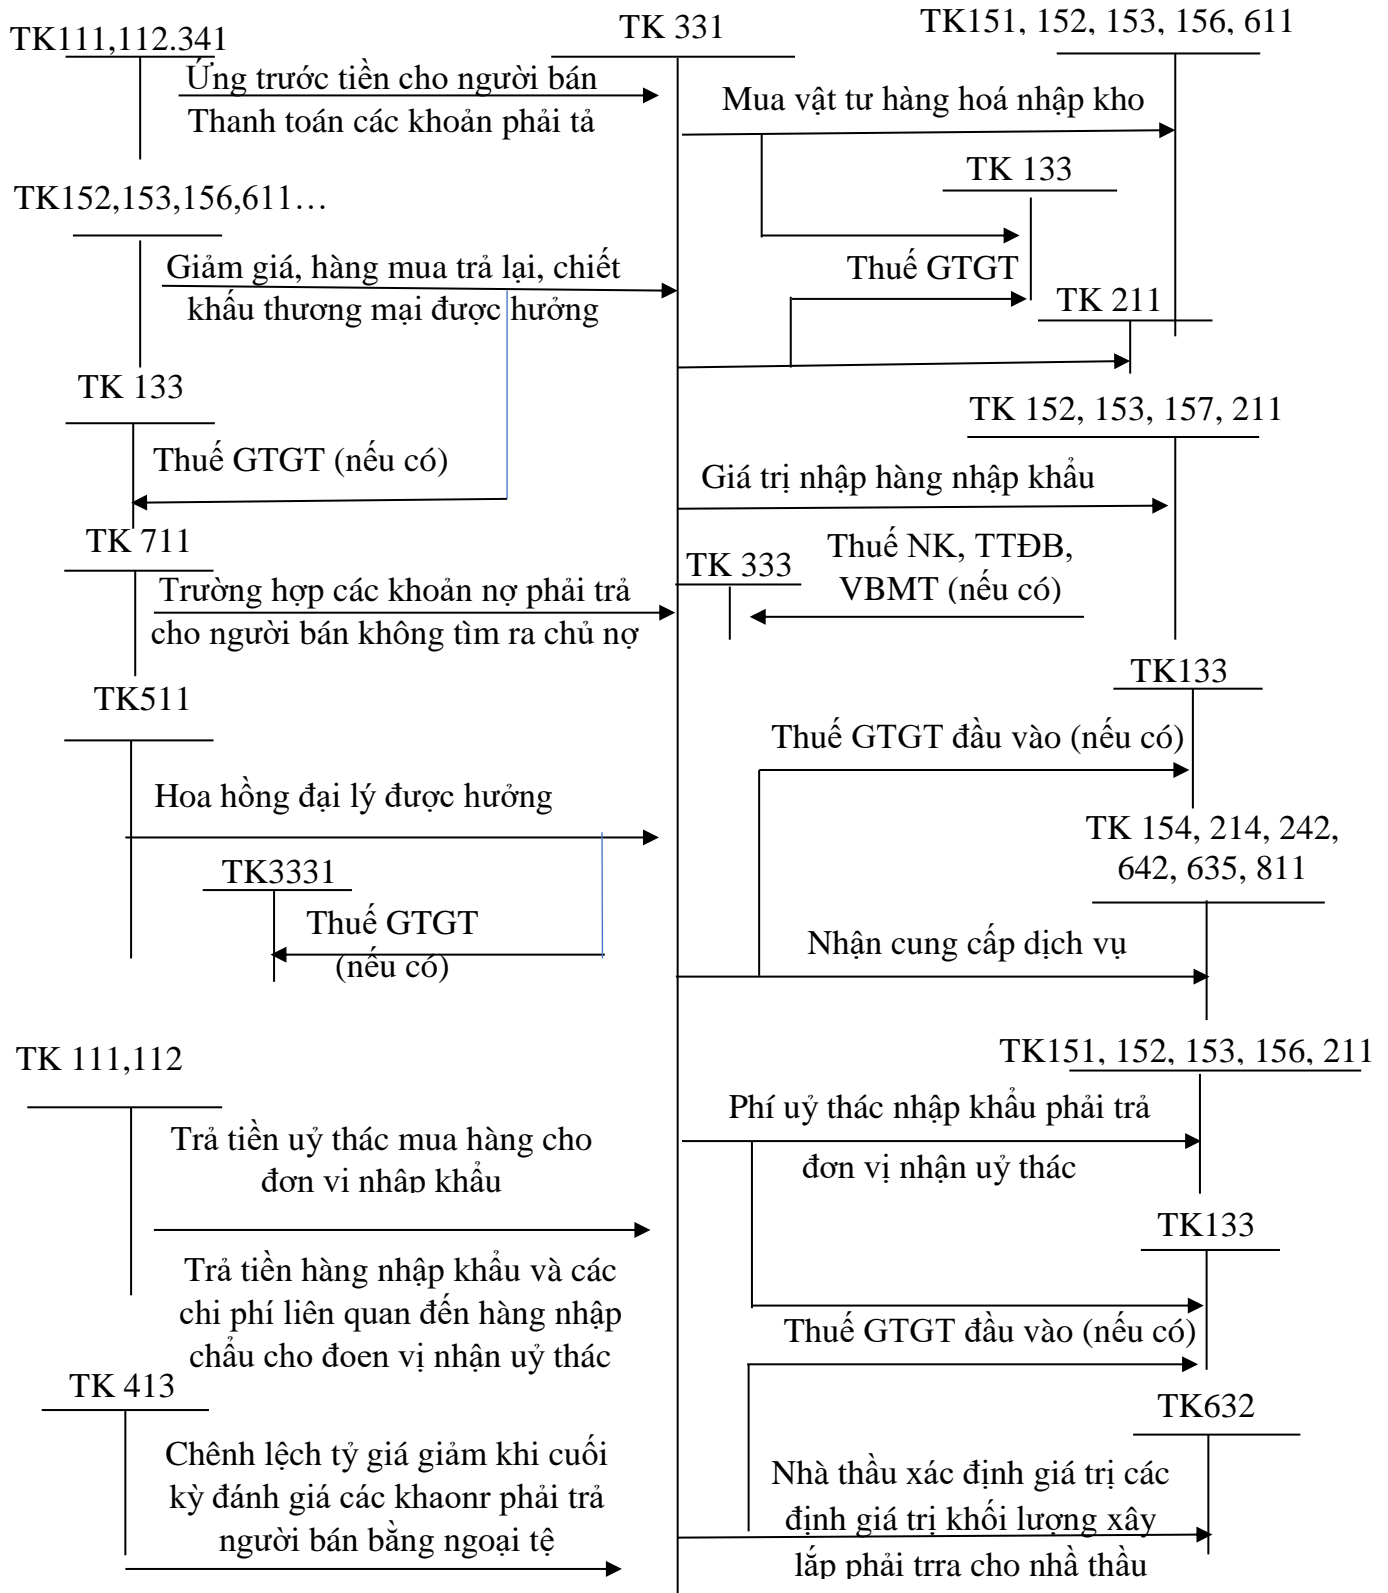 TK111,112.341
TK 331
TK151, 152, 153, 156, 611
Ứng trước tiền cho người bán
Thanh toán các khoản phải tả
Mua vật tư hàng hoá nhập kho
TK 133
TK152,153,156,611…
Giảm giá, hàng mua trả lại, chiết
khấu thương mại được hưởng
Thuế GTGT
TK 211
TK 133
TK 152, 153, 157, 211
Thuế GTGT (nếu có)
Giá trị nhập hàng nhập khẩu
TK 711
TK 333
Thuế NK, TTĐB,
VBMT (nếu có)
Trường hợp các khoản nợ phải trả
cho người bán không tìm ra chủ nợ
TK133
TK511
Thuế GTGT đầu vào (nếu có)
Hoa hồng đại lý được hưởng
TK 154, 214, 242,
642, 635, 811
TK3331
Thuế GTGT
(nếu có)
Nhận cung cấp dịch vụ
TK 111,112
TK151, 152, 153, 156, 211
Phí uỷ thác nhập khẩu phải trả
đơn vị nhận uỷ thác
Trả tiền uỷ thác mua hàng cho
đơn vị nhập khẩu
TK133
Trả tiền hàng nhập khẩu và các
chi phí liên quan đến hàng nhập
chẩu cho đoen vị nhận uỷ thác
Thuế GTGT đầu vào (nếu có)
TK 413
TK632
Chênh lệch tỷ giá giảm khi cuối
kỳ đánh giá các khaonr phải trả
người bán bằng ngoại tệ
Nhà thầu xác định giá trị các
định giá trị khối lượng xây
lắp phải trra cho nhầ thầu